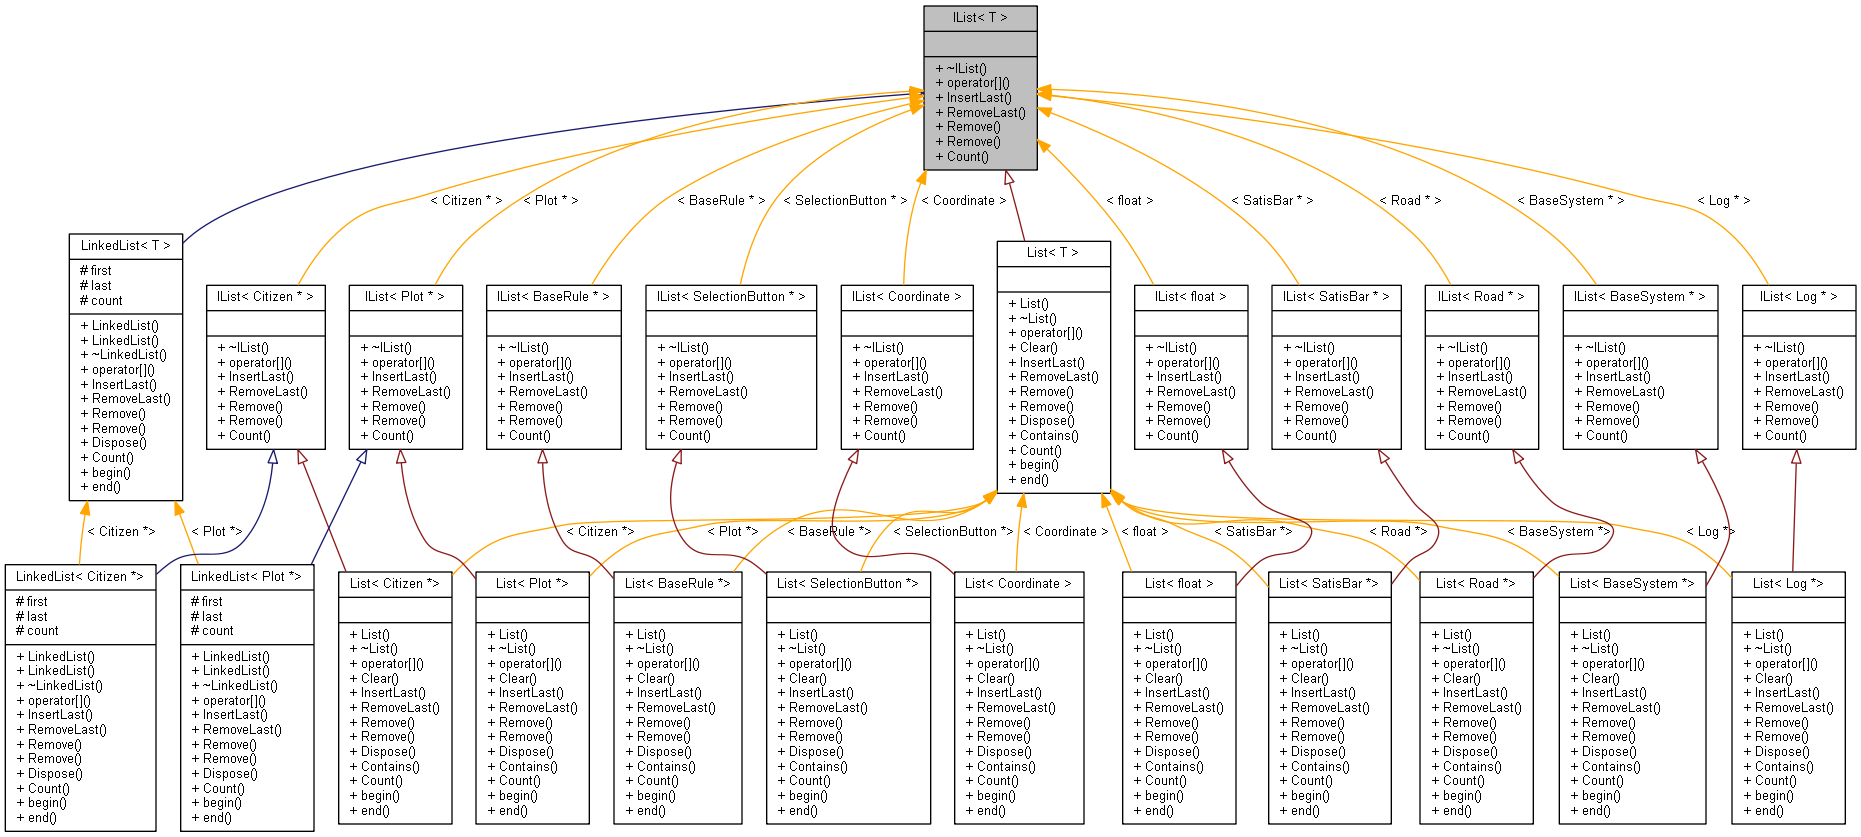 IList< T >
+ ~IList()
+ operator[]()
+ InsertLast()
+ RemoveLast()
+ Remove()
+ Remove()
+ Count()
< Citizen * >
< Plot * >
< BaseRule * >
< SelectionButton * >
< Coordinate >
< float >
< SatisBar * >
< Road * >
< BaseSystem * >
< Log * >
LinkedList< T >
# first
# last
# count
+ LinkedList()
+ LinkedList()
+ ~LinkedList()
+ operator[]()
+ InsertLast()
+ RemoveLast()
+ Remove()
+ Remove()
+ Dispose()
+ Count()
+ begin()
+ end()
IList< Citizen * >
+ ~IList()
+ operator[]()
+ InsertLast()
+ RemoveLast()
+ Remove()
+ Remove()
+ Count()
IList< Plot * >
+ ~IList()
+ operator[]()
+ InsertLast()
+ RemoveLast()
+ Remove()
+ Remove()
+ Count()
IList< BaseRule * >
+ ~IList()
+ operator[]()
+ InsertLast()
+ RemoveLast()
+ Remove()
+ Remove()
+ Count()
IList< SelectionButton * >
+ ~IList()
+ operator[]()
+ InsertLast()
+ RemoveLast()
+ Remove()
+ Remove()
+ Count()
IList< Coordinate >
+ ~IList()
+ operator[]()
+ InsertLast()
+ RemoveLast()
+ Remove()
+ Remove()
+ Count()
List< T >
+ List()
+ ~List()
+ operator[]()
+ Clear()
+ InsertLast()
+ RemoveLast()
+ Remove()
+ Remove()
+ Dispose()
+ Contains()
+ Count()
+ begin()
+ end()
IList< float >
+ ~IList()
+ operator[]()
+ InsertLast()
+ RemoveLast()
+ Remove()
+ Remove()
+ Count()
IList< SatisBar * >
+ ~IList()
+ operator[]()
+ InsertLast()
+ RemoveLast()
+ Remove()
+ Remove()
+ Count()
IList< Road * >
+ ~IList()
+ operator[]()
+ InsertLast()
+ RemoveLast()
+ Remove()
+ Remove()
+ Count()
IList< BaseSystem * >
+ ~IList()
+ operator[]()
+ InsertLast()
+ RemoveLast()
+ Remove()
+ Remove()
+ Count()
IList< Log * >
+ ~IList()
+ operator[]()
+ InsertLast()
+ RemoveLast()
+ Remove()
+ Remove()
+ Count()
< Citizen *>
< Plot *>
< Citizen *>
< Plot *>
< BaseRule *>
< SelectionButton *>
< Coordinate >
< float >
< SatisBar *>
< Road *>
< BaseSystem *>
< Log *>
LinkedList< Citizen *>
# first
# last
# count
+ LinkedList()
+ LinkedList()
+ ~LinkedList()
+ operator[]()
+ InsertLast()
+ RemoveLast()
+ Remove()
+ Remove()
+ Dispose()
+ Count()
+ begin()
+ end()
LinkedList< Plot *>
# first
# last
# count
+ LinkedList()
+ LinkedList()
+ ~LinkedList()
+ operator[]()
+ InsertLast()
+ RemoveLast()
+ Remove()
+ Remove()
+ Dispose()
+ Count()
+ begin()
+ end()
List< Citizen *>
+ List()
+ ~List()
+ operator[]()
+ Clear()
+ InsertLast()
+ RemoveLast()
+ Remove()
+ Remove()
+ Dispose()
+ Contains()
+ Count()
+ begin()
+ end()
List< Plot *>
+ List()
+ ~List()
+ operator[]()
+ Clear()
+ InsertLast()
+ RemoveLast()
+ Remove()
+ Remove()
+ Dispose()
+ Contains()
+ Count()
+ begin()
+ end()
List< BaseRule *>
+ List()
+ ~List()
+ operator[]()
+ Clear()
+ InsertLast()
+ RemoveLast()
+ Remove()
+ Remove()
+ Dispose()
+ Contains()
+ Count()
+ begin()
+ end()
List< SelectionButton *>
+ List()
+ ~List()
+ operator[]()
+ Clear()
+ InsertLast()
+ RemoveLast()
+ Remove()
+ Remove()
+ Dispose()
+ Contains()
+ Count()
+ begin()
+ end()
List< Coordinate >
+ List()
+ ~List()
+ operator[]()
+ Clear()
+ InsertLast()
+ RemoveLast()
+ Remove()
+ Remove()
+ Dispose()
+ Contains()
+ Count()
+ begin()
+ end()
List< float >
+ List()
+ ~List()
+ operator[]()
+ Clear()
+ InsertLast()
+ RemoveLast()
+ Remove()
+ Remove()
+ Dispose()
+ Contains()
+ Count()
+ begin()
+ end()
List< SatisBar *>
+ List()
+ ~List()
+ operator[]()
+ Clear()
+ InsertLast()
+ RemoveLast()
+ Remove()
+ Remove()
+ Dispose()
+ Contains()
+ Count()
+ begin()
+ end()
List< Road *>
+ List()
+ ~List()
+ operator[]()
+ Clear()
+ InsertLast()
+ RemoveLast()
+ Remove()
+ Remove()
+ Dispose()
+ Contains()
+ Count()
+ begin()
+ end()
List< BaseSystem *>
+ List()
+ ~List()
+ operator[]()
+ Clear()
+ InsertLast()
+ RemoveLast()
+ Remove()
+ Remove()
+ Dispose()
+ Contains()
+ Count()
+ begin()
+ end()
List< Log *>
+ List()
+ ~List()
+ operator[]()
+ Clear()
+ InsertLast()
+ RemoveLast()
+ Remove()
+ Remove()
+ Dispose()
+ Contains()
+ Count()
+ begin()
+ end()